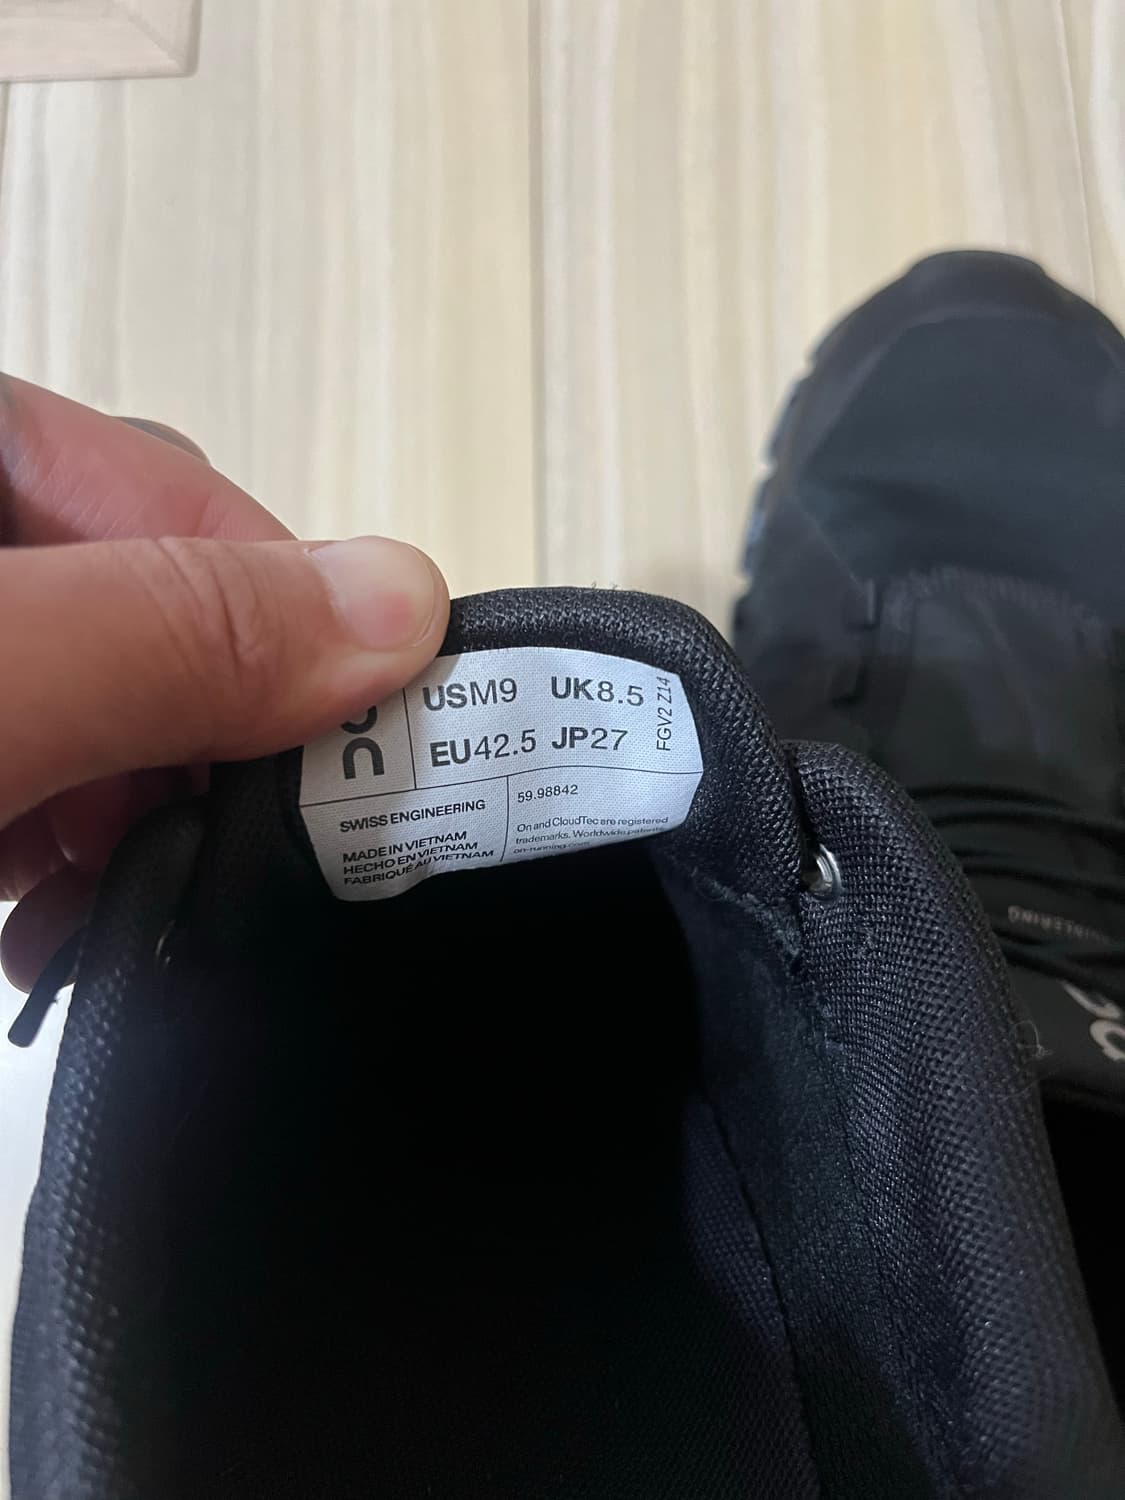 USM9 UK8.5
EU42.5 JP27
FGV2 Z14
SWISS ENGINEERING
MADE IN VIETNAM
HECHO EN VIETNAM
FABRIQUÉ AU VIETNAM
59.98842
On and CloudTec are registered
trademarks. Worldwide patents
on-running.com